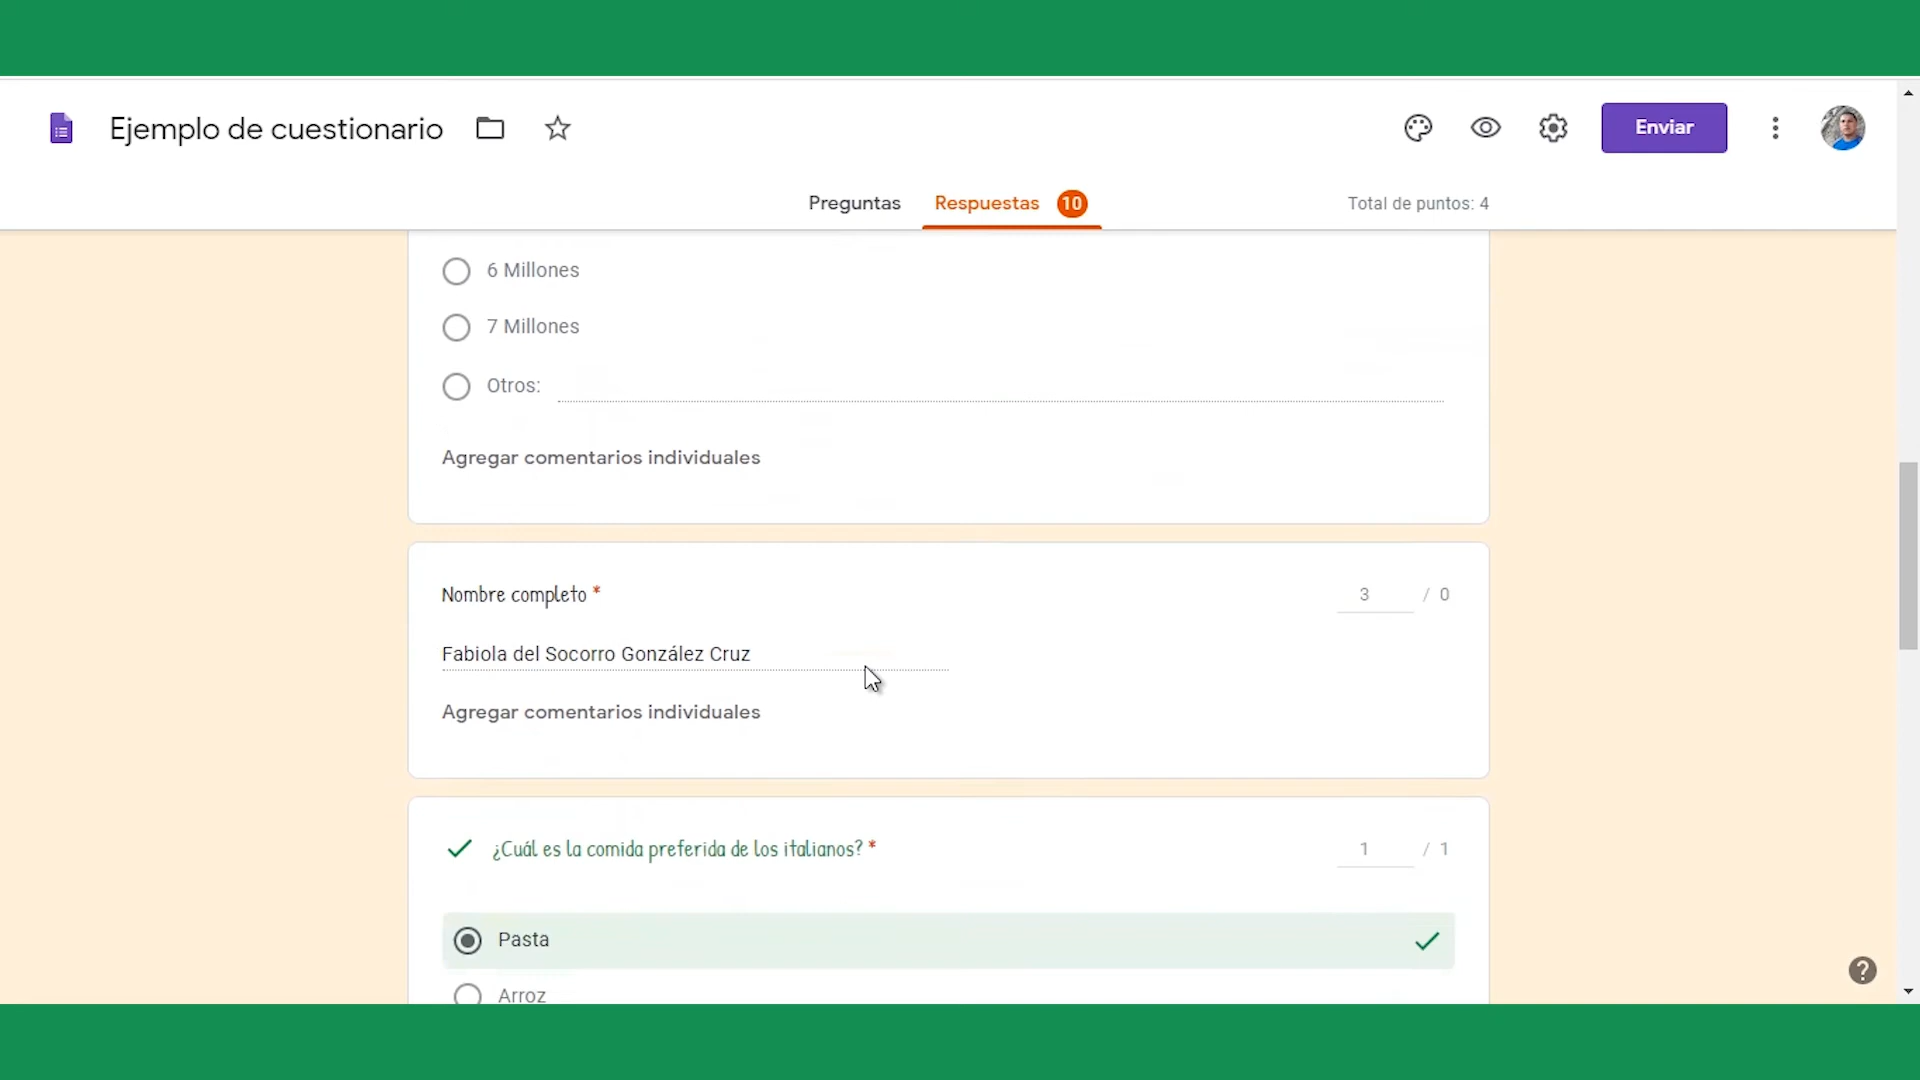 Ejemplo de cuestionario
Enviar
Preguntas
Respuestas 10
Total de puntos: 4
6 Millones
7 Millones
Otros:
Agregar comentarios individuales
Nombre completo *
3 / 0
Fabiola del Socorro González Cruz
Agregar comentarios individuales
¿Cuál es la comida preferida de los italianos? *
1 / 1
Pasta
Arroz